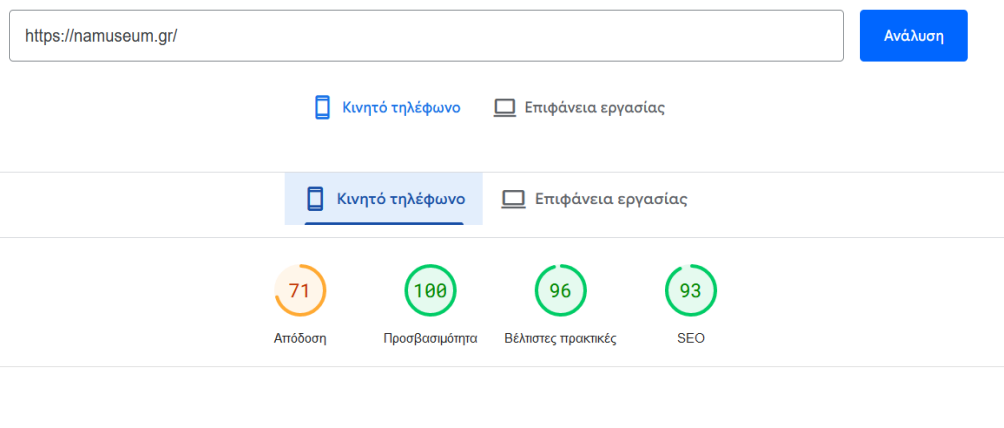 https://namuseum.gr/
Ανάλυση
Κινητό τηλέφωνο Επιφάνεια εργασίας
Κινητό τηλέφωνο Επιφάνεια εργασίας
71 100 96 93
Απόδοση Προσβασιμότητα Βέλτιστες πρακτικές SEO